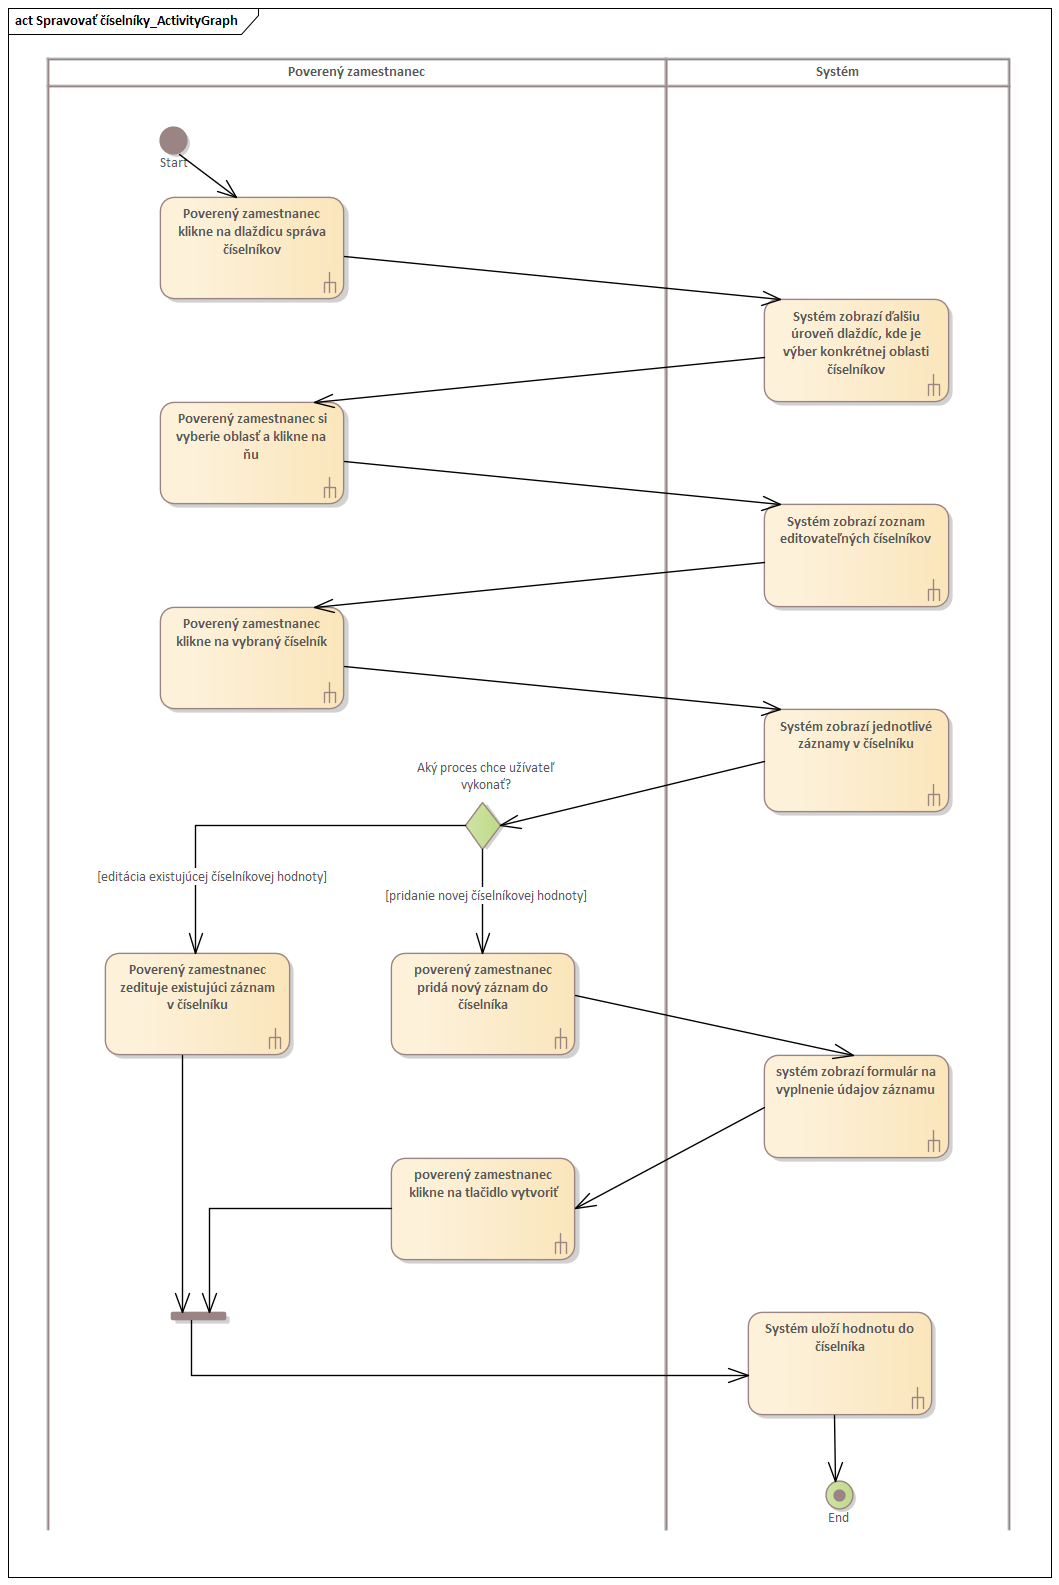 act Spravovať číselníky_ActivityGraph
Poverený zamestnanec
Systém
Start
Poverený zamestnanec
klikne na dlaždicu správa
číselníkov
Systém zobrazí ďalšiu
úroveň dlaždíc, kde je
výber konkrétnej oblasti
číselníkov
Poverený zamestnanec si
vyberie oblasť a klikne na
ňu
Systém zobrazí zoznam
editovateľných číselníkov
Poverený zamestnanec
klikne na vybraný číselník
Systém zobrazí jednotlivé
záznamy v číselníku
Aký proces chce užívateľ
vykonať?
[editácia existujúcej číselníkovej hodnoty]
[pridanie novej číselníkovej hodnoty]
Poverený zamestnanec
zedituje existujúci záznam
v číselníku
poverený zamestnanec
pridá nový záznam do
číselníka
systém zobrazí formulár na
vyplnenie údajov záznamu
poverený zamestnanec
klikne na tlačidlo vytvoriť
Systém uloží hodnotu do
číselníka
End